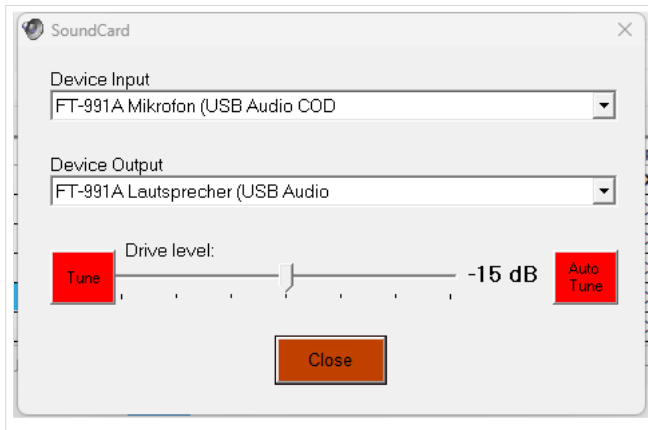 SoundCard
Device Input
FT-991A Mikrofon (USB Audio COD
Device Output
FT-991A Lautsprecher (USB Audio
Drive level:
Tune
-15 dB
Auto
Tune
Close